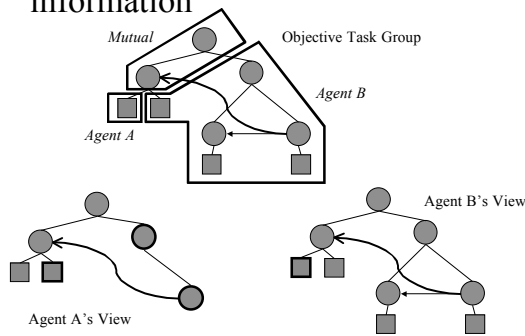 information
Mutual
Objective Task Group
Agent B
Agent A
Agent B's View
Agent A's View